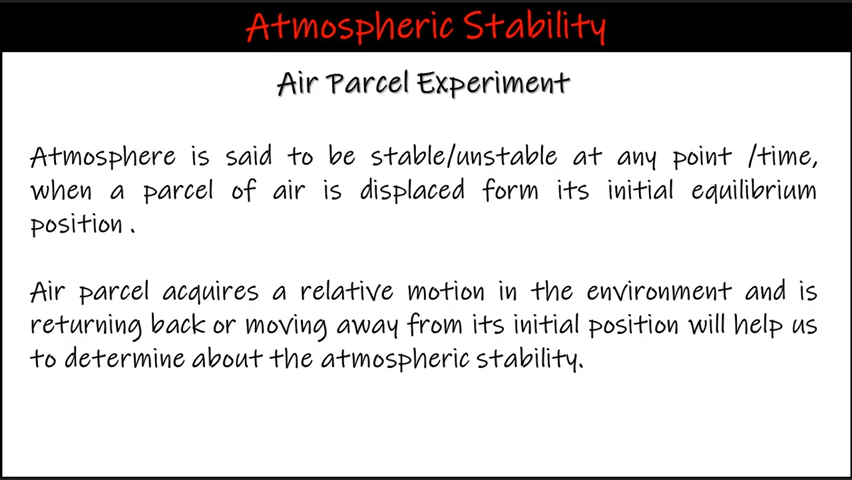 Atmospheric Stability
Air Parcel Experiment
Atmosphere is said to be stable/unstable at any point /time,
when a parcel of air is displaced form its initial equilibrium
position .
Air parcel acquires a relative motion in the environment and is
returning back or moving away from its initial position will help us
to determine about the atmospheric stability.